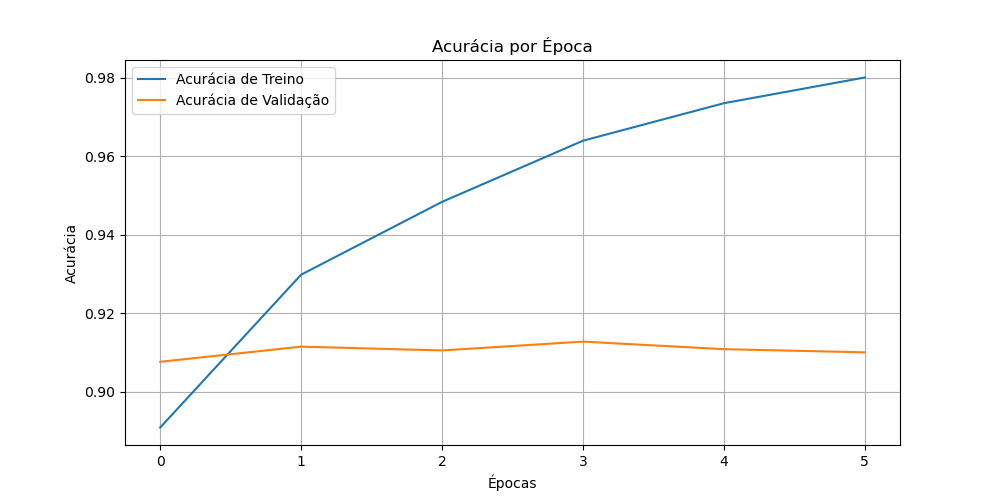 Acurácia por Época
Acurácia de Treino
Acurácia de Validação
0.98
0.96
0.94
0.92
0.90
Acurácia
0 1 2 3 4 5
Épocas